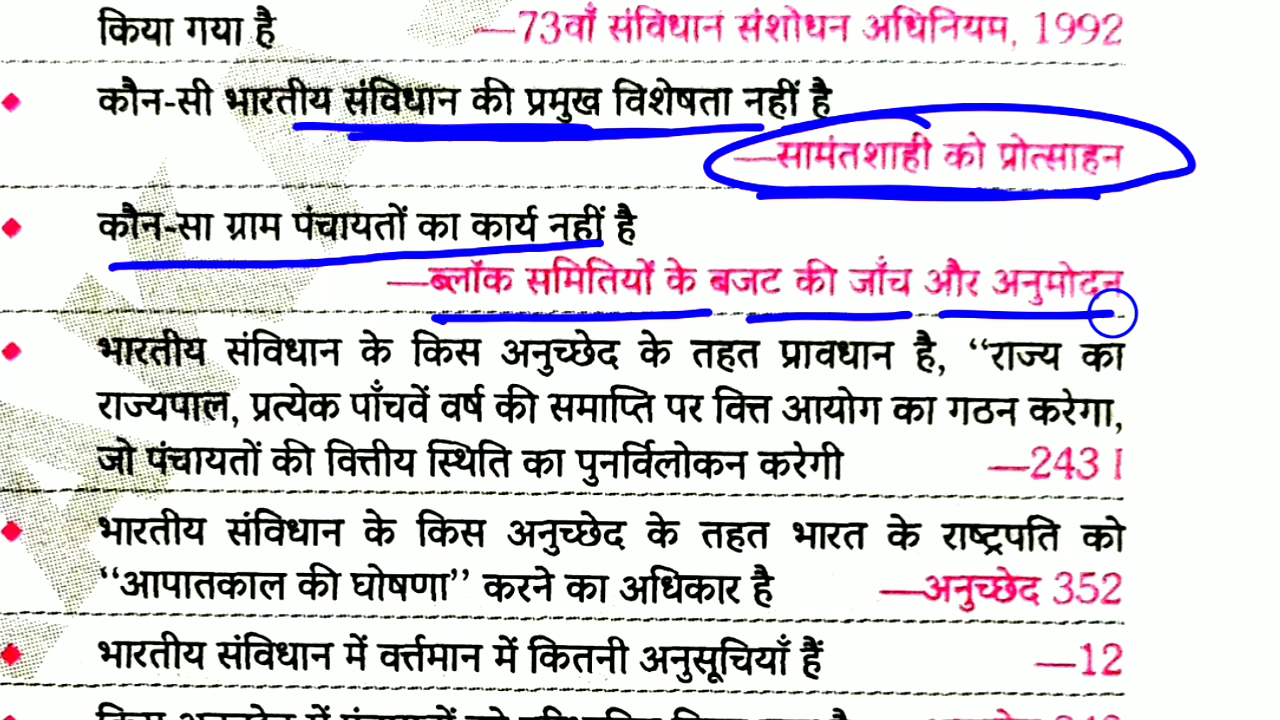 किया गया है —73वाँ संविधान संशोधन अधिनियम, 1992
कौन-सी भारतीय संविधान की प्रमुख विशेषता नहीं है
—सामंतशाही को प्रोत्साहन
कौन-सा ग्राम पंचायतों का कार्य नहीं है
—ब्लॉक समितियों के बजट की जाँच और अनुमोदन
भारतीय संविधान के किस अनुच्छेद के तहत प्रावधान है, “राज्य का
राज्यपाल, प्रत्येक पाँचवें वर्ष की समाप्ति पर वित्त आयोग का गठन करेगा,
जो पंचायतों की वित्तीय स्थिति का पुनर्विलोकन करेगी —243 I
भारतीय संविधान के किस अनुच्छेद के तहत भारत के राष्ट्रपति को
“आपातकाल की घोषणा” करने का अधिकार है —अनुच्छेद 352
भारतीय संविधान में वर्त्तमान में कितनी अनुसूचियाँ हैं —12